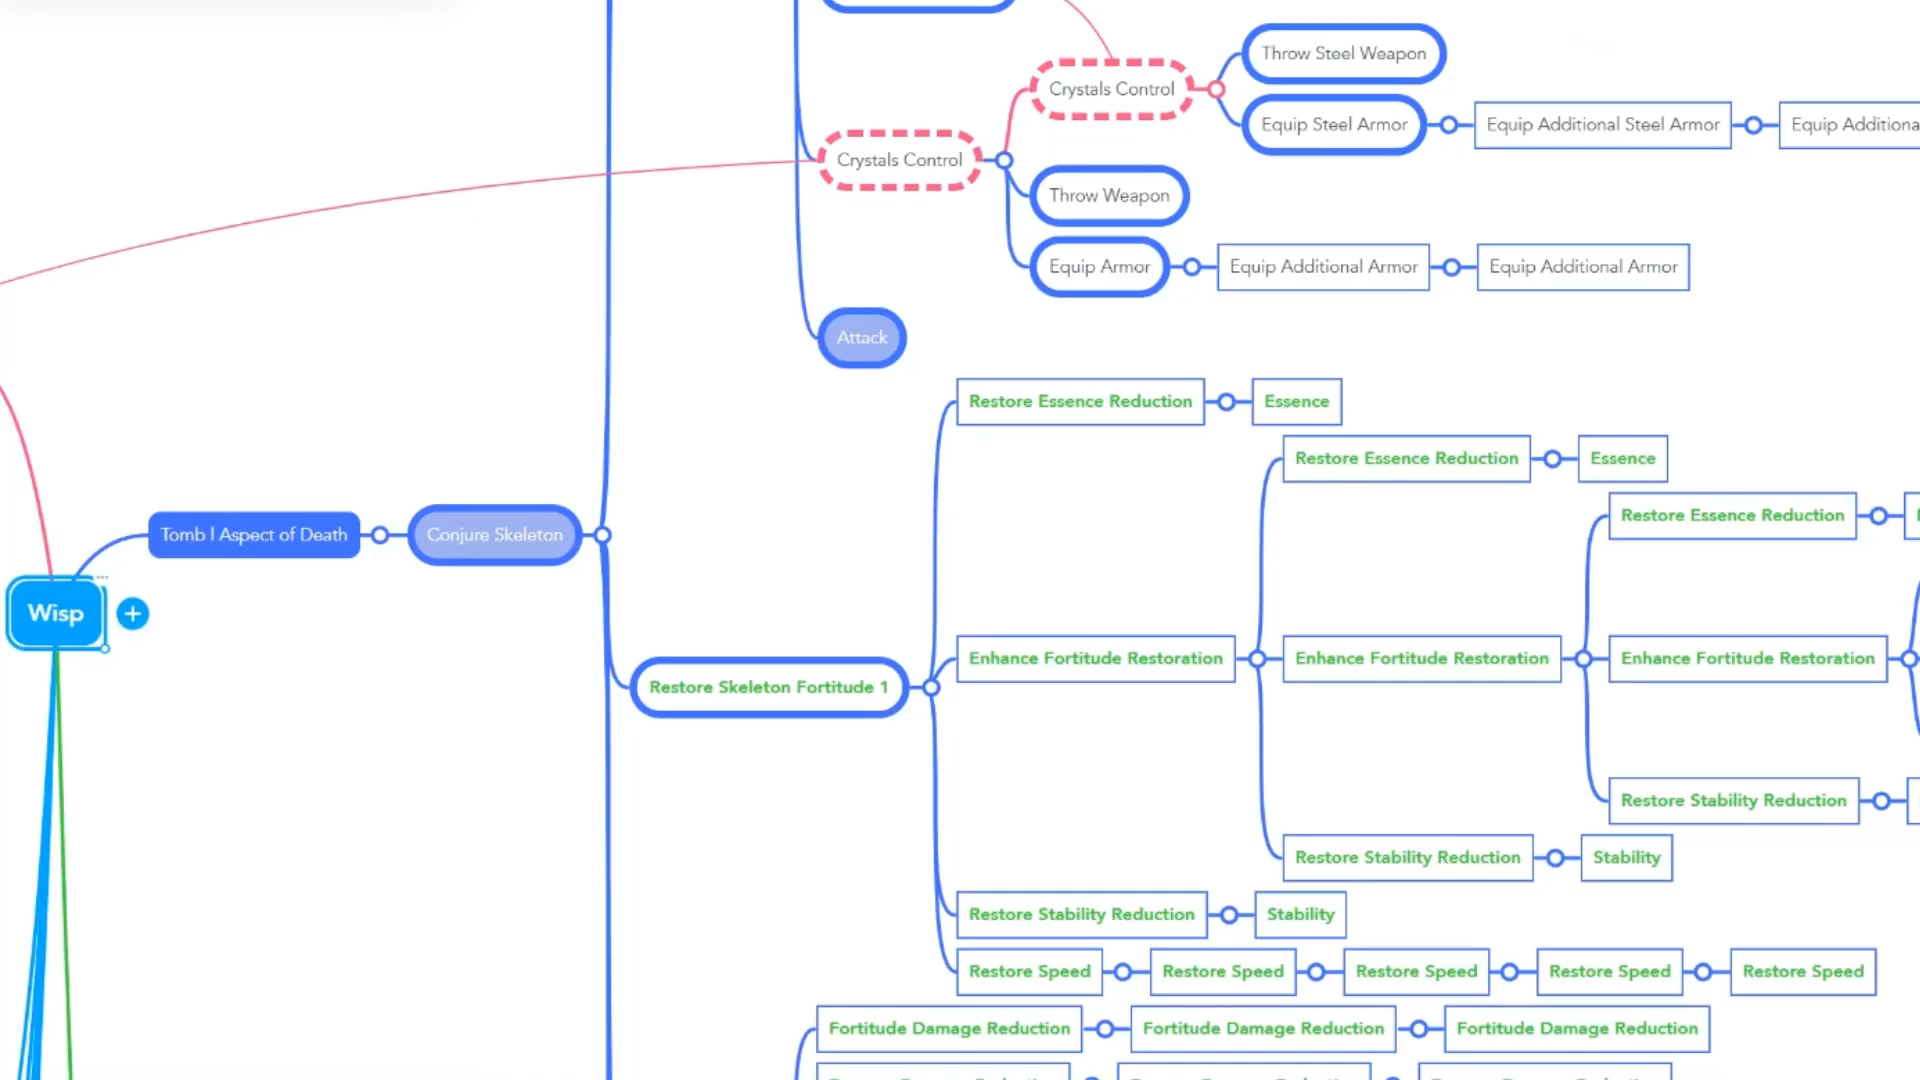 Throw Steel Weapon
Crystals Control
Equip Steel Armor
Equip Additional Steel Armor
Equip
Crystals Control
Throw Weapon
Equip Armor
Equip Additional Armor
Equip Additional Armor
Attack
Restore Essence Reduction
Essence
Restore Essence Reduction
Essence
Restore Essence Reduction
Tomb | Aspect of Death
Conjure Skeleton
Wisp
Restore Skeleton Fortitude 1
Enhance Fortitude Restoration
Enhance Fortitude Restoration
Enhance Fortitude Restoration
Restore Stability Reduction
Restore Stability Reduction
Stability
Restore Stability Reduction
Stability
Restore Speed
Restore Speed
Restore Speed
Restore Speed
Restore Speed
Fortitude Damage Reduction
Fortitude Damage Reduction
Fortitude Damage Reduction